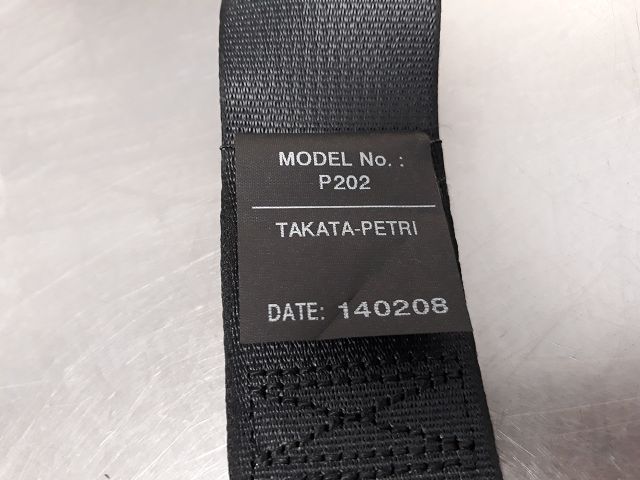 MODEL No. :
P202
TAKATA-PETRI
DATE: 140208